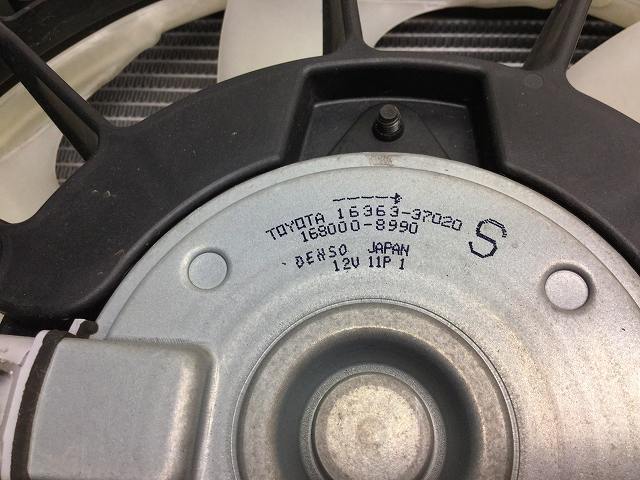 TOYOTA 16363-37020
168000-8990
S
DENSO JAPAN
12V 11P 1